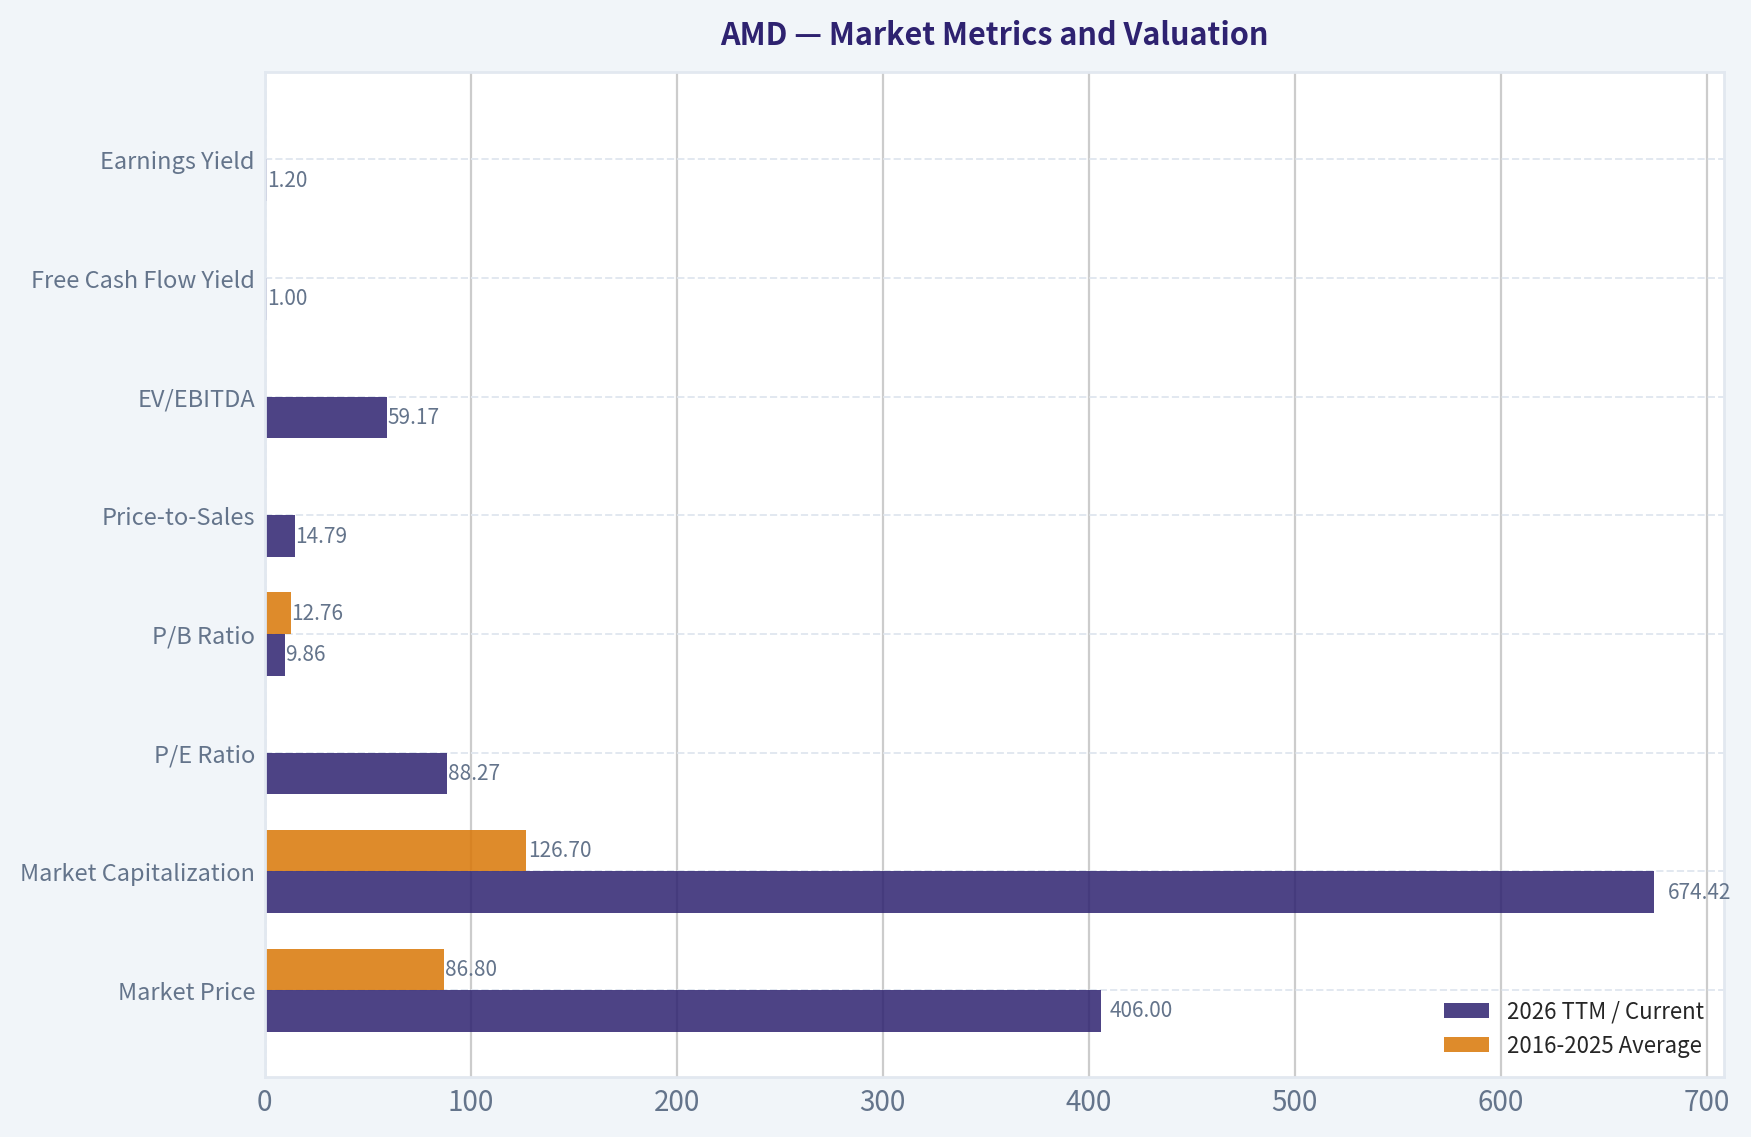 AMD — Market Metrics and Valuation
Earnings Yield
1.20
Free Cash Flow Yield
1.00
EV/EBITDA
59.17
Price-to-Sales
14.79
12.76
P/B Ratio
9.86
P/E Ratio
88.27
126.70
Market Capitalization
674.42
86.80
Market Price
406.00
2026 TTM / Current
2016-2025 Average
0 100 200 300 400 500 600 700